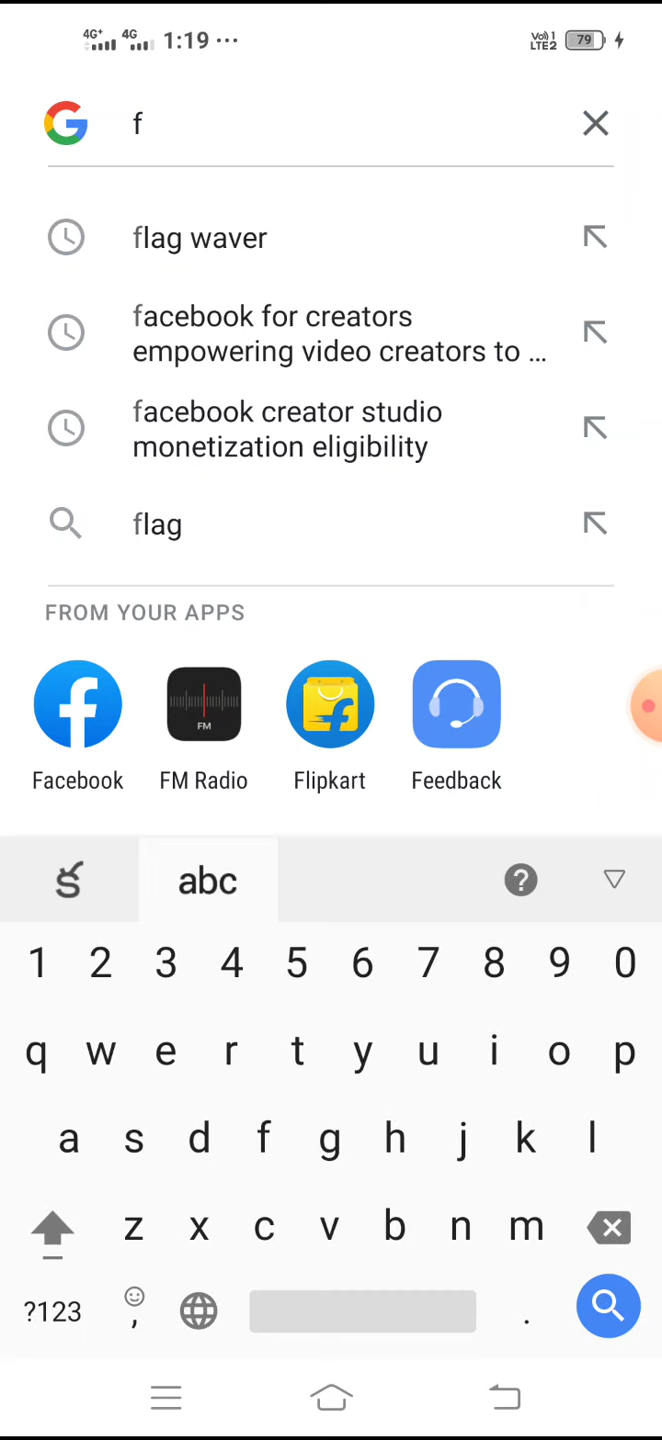 4G+ 4G 1:19 ... Vo)) 1 LTE2 79
f
flag waver
facebook for creators
empowering video creators to ...
facebook creator studio
monetization eligibility
flag
FROM YOUR APPS
FM
Facebook FM Radio Flipkart Feedback
క abc ?
1 2 3 4 5 6 7 8 9 0
q w e r t y u i o p
a s d f g h j k l
z x c v b n m
?123 , .